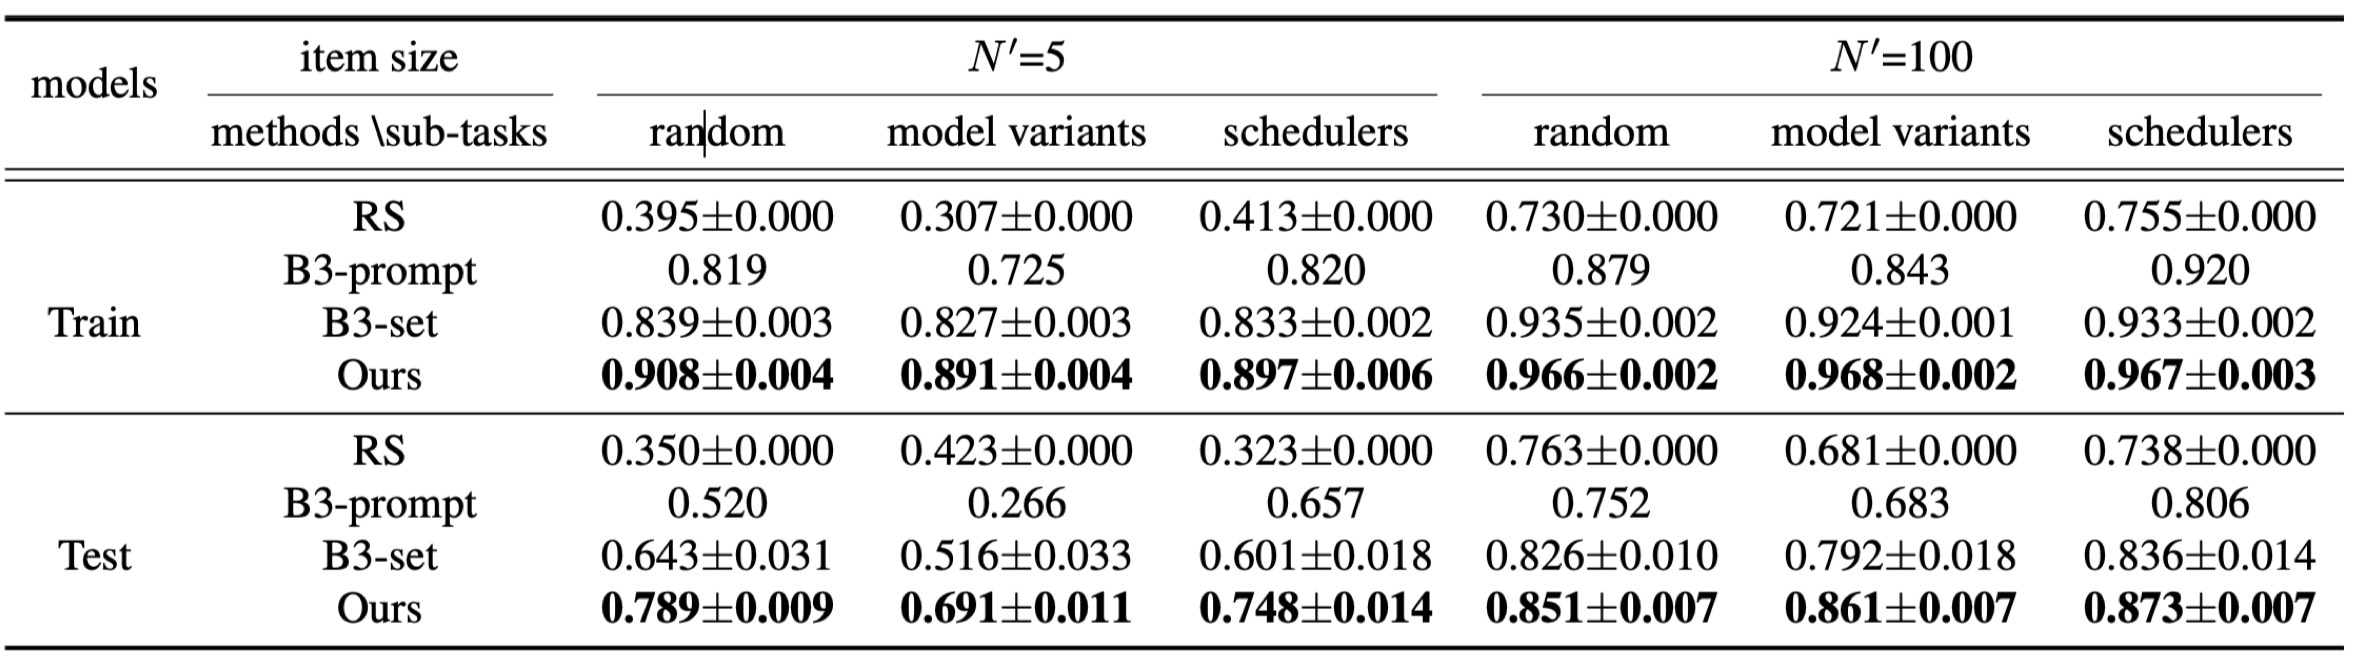 models item size N′=5 N′=100
methods \sub-tasks random model variants schedulers random model variants schedulers
RS 0.395±0.000 0.307±0.000 0.413±0.000 0.730±0.000 0.721±0.000 0.755±0.000
B3-prompt 0.819 0.725 0.820 0.879 0.843 0.920
Train B3-set 0.839±0.003 0.827±0.003 0.833±0.002 0.935±0.002 0.924±0.001 0.933±0.002
Ours 0.908±0.004 0.891±0.004 0.897±0.006 0.966±0.002 0.968±0.002 0.967±0.003
RS 0.350±0.000 0.423±0.000 0.323±0.000 0.763±0.000 0.681±0.000 0.738±0.000
B3-prompt 0.520 0.266 0.657 0.752 0.683 0.806
Test B3-set 0.643±0.031 0.516±0.033 0.601±0.018 0.826±0.010 0.792±0.018 0.836±0.014
Ours 0.789±0.009 0.691±0.011 0.748±0.014 0.851±0.007 0.861±0.007 0.873±0.007